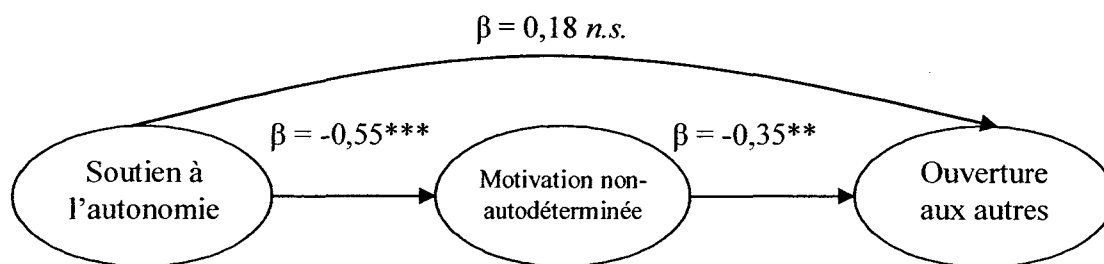 β = 0,18 n.s.
β = -0,55***
β = -0,35**
Soutien à
l'autonomie
Motivation non-
autodéterminée
Ouverture
aux autres